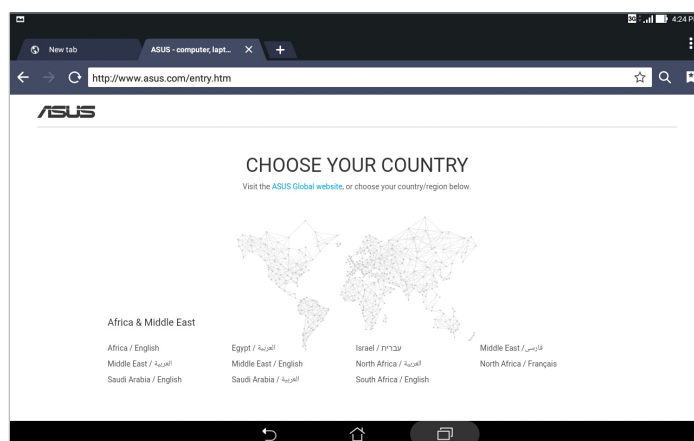 3G 4:24 P
New tab
ASUS - computer, lapt...
http://www.asus.com/entry.htm
ASUS
CHOOSE YOUR COUNTRY
Visit the ASUS Global website, or choose your country/region below.
Africa & Middle East
Africa / English Egypt / العربية Israel / עברית Middle East / فارسی
Middle East / العربية Middle East / English North Africa / العربية North Africa / Français
Saudi Arabia / English Saudi Arabia / العربية South Africa / English